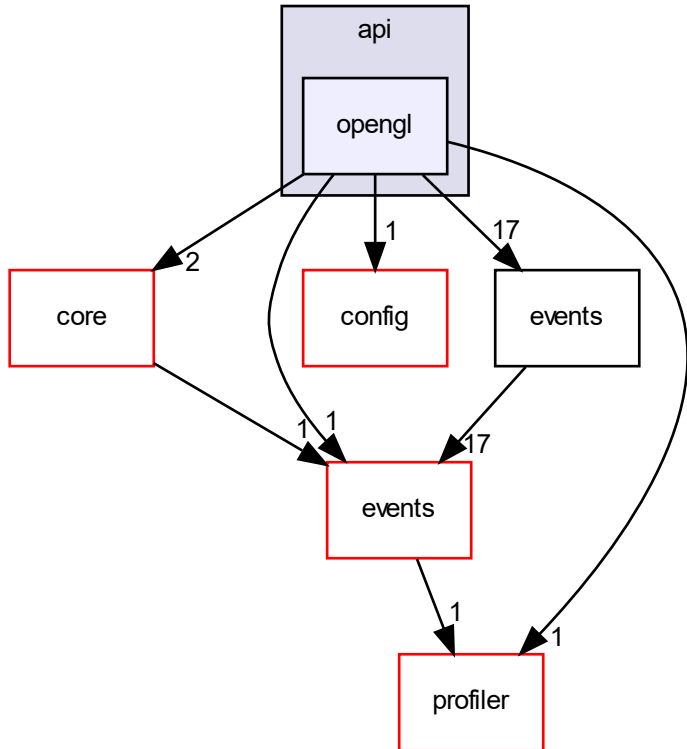 api
opengl
17
1
2
core
config
events
1
1
17
events
1
1
profiler